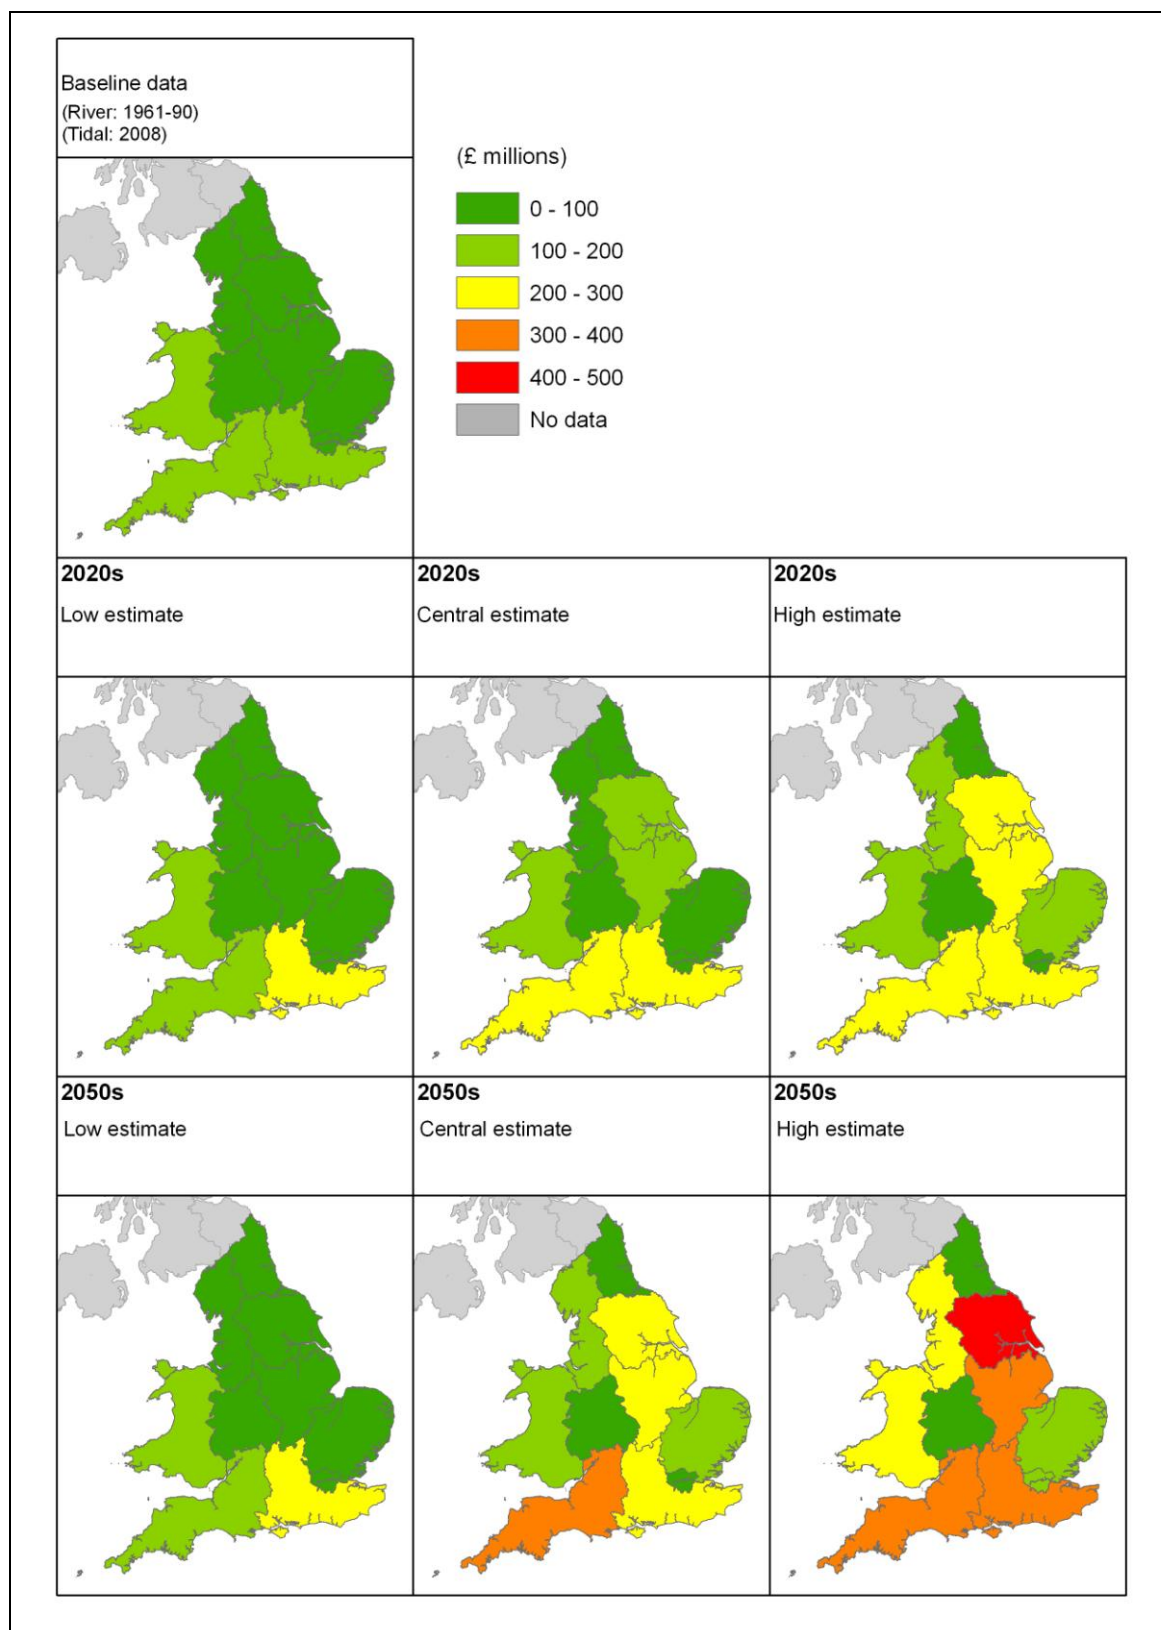 Baseline data
(River: 1961-90)
(Tidal: 2008)
(£ millions)
0 - 100
100 - 200
200 - 300
300 - 400
400 - 500
No data
2020s
Low estimate
2020s
Central estimate
2020s
High estimate
2050s
Low estimate
2050s
Central estimate
2050s
High estimate